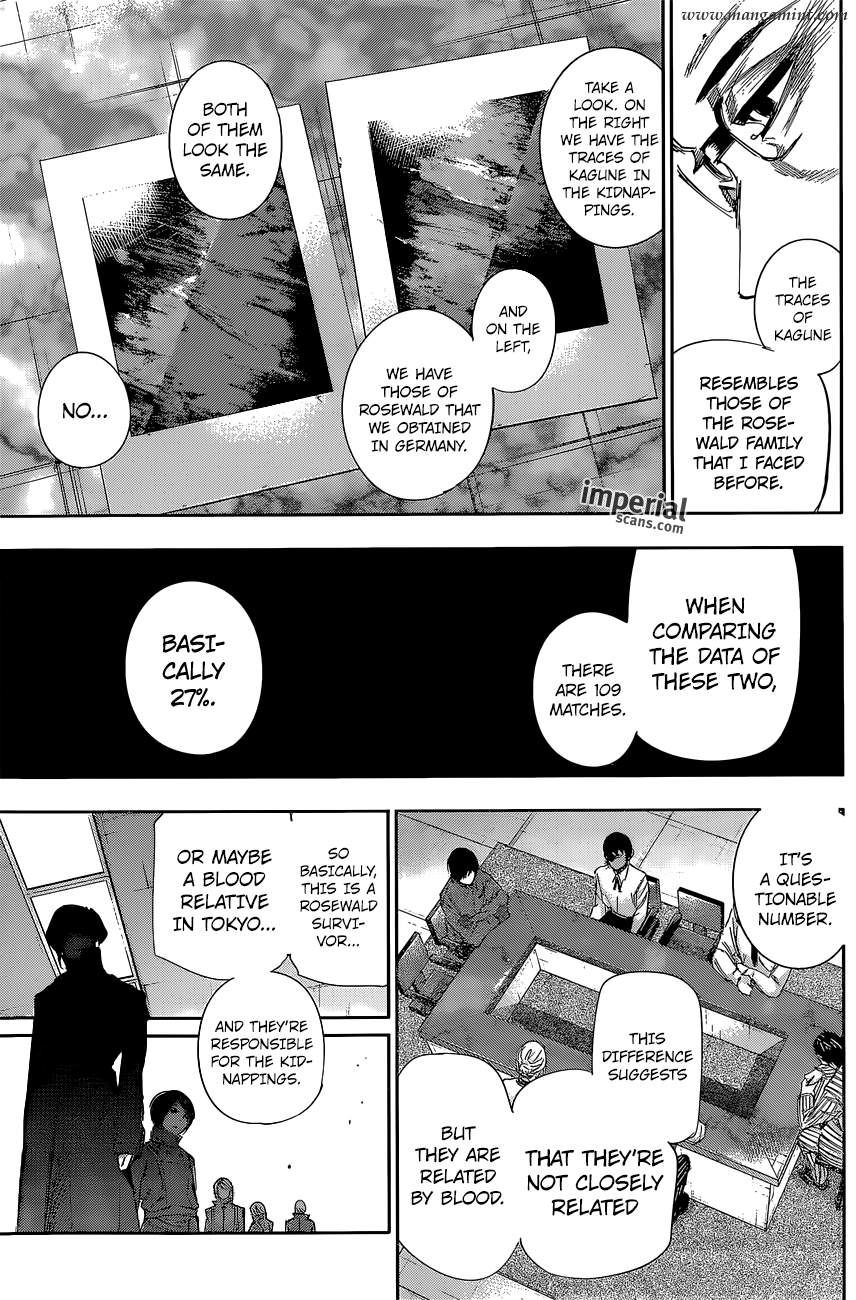 www.mangamint.com
THE
TRACES
OF
KAGUNE
RESEMBLES
THOSE
OF THE
ROSE-
WALD FAMILY
THAT I FACED
BEFORE.
TAKE A
LOOK. ON
THE RIGHT
WE HAVE THE
TRACES OF
KAGUNE IN
THE KIDNAP-
PINGS.
AND
ON THE
LEFT,
WE HAVE
THOSE OF
ROSEWALD THAT
WE OBTAINED
IN GERMANY.
BOTH
OF THEM
LOOK THE
SAME.
NO...
imperial
scans.com
WHEN
COMPARING
THE DATA OF
THESE TWO,
THERE
ARE 109
MATCHES.
BASI-
CALLY
27%.
IT'S
A QUES-
TIONABLE
NUMBER.
THIS
DIFFERENCE
SUGGESTS
THAT THEY'RE
NOT CLOSELY
RELATED
BUT
THEY ARE
RELATED
BY BLOOD.
SO
BASICALLY,
THIS IS A
ROSEWALD
SURVI-
VOR...
OR MAYBE
A BLOOD
RELATIVE
IN TOKYO...
AND THEY'RE
RESPONSIBLE
FOR THE KID-
NAPPINGS.